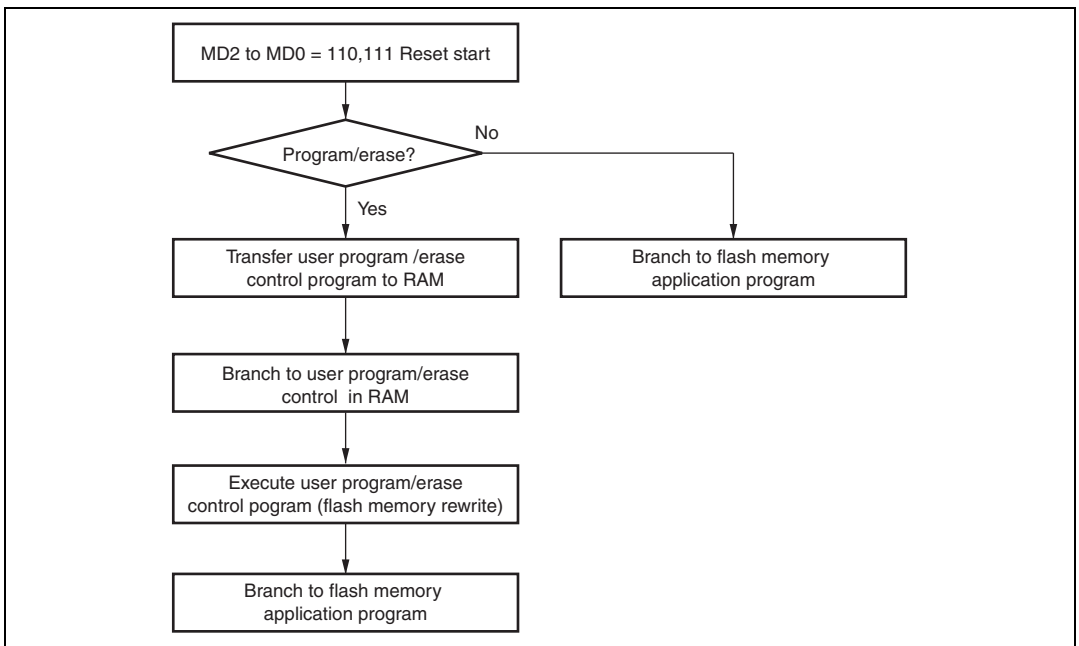 MD2 to MD0 = 110,111 Reset start
Program/erase?
No
Yes
Transfer user program /erase
control program to RAM
Branch to flash memory
application program
Branch to user program/erase
control in RAM
Execute user program/erase
control pogram (flash memory rewrite)
Branch to flash memory
application program